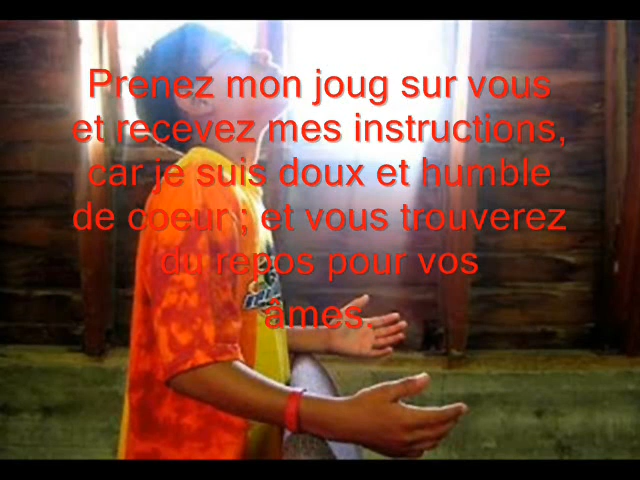 Prenez mon joug sur vous
et recevez mes instructions,
car je suis doux et humble
de coeur ; et vous trouverez
du repos pour vos
âmes.